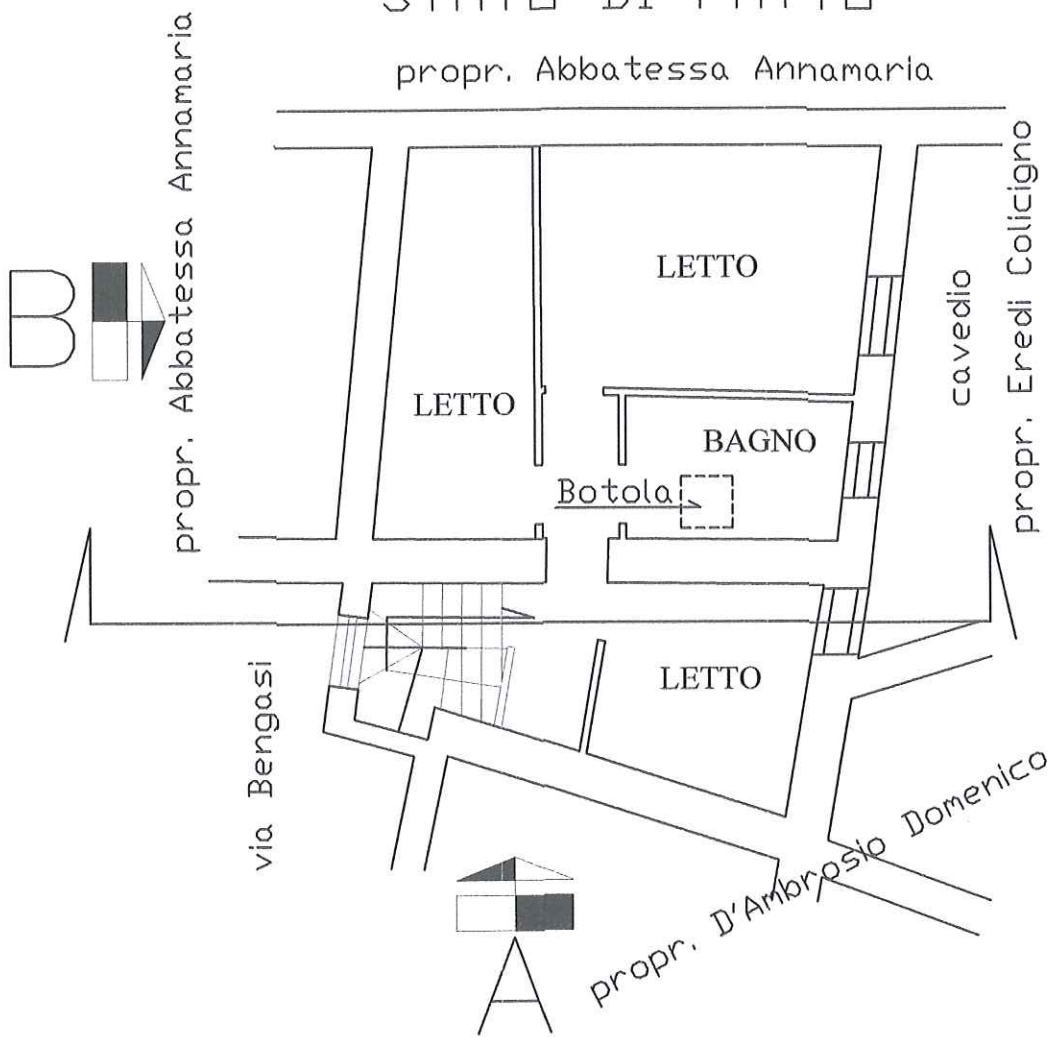 propr. Abbatessa Annamaria
propr. Abbatessa Annamaria
B
LETTO
LETTO
BAGNO
Botola
cavedio
propr. Eredi Colicigno
LETTO
via Bengasi
propr. D'Ambrosio Domenico
A